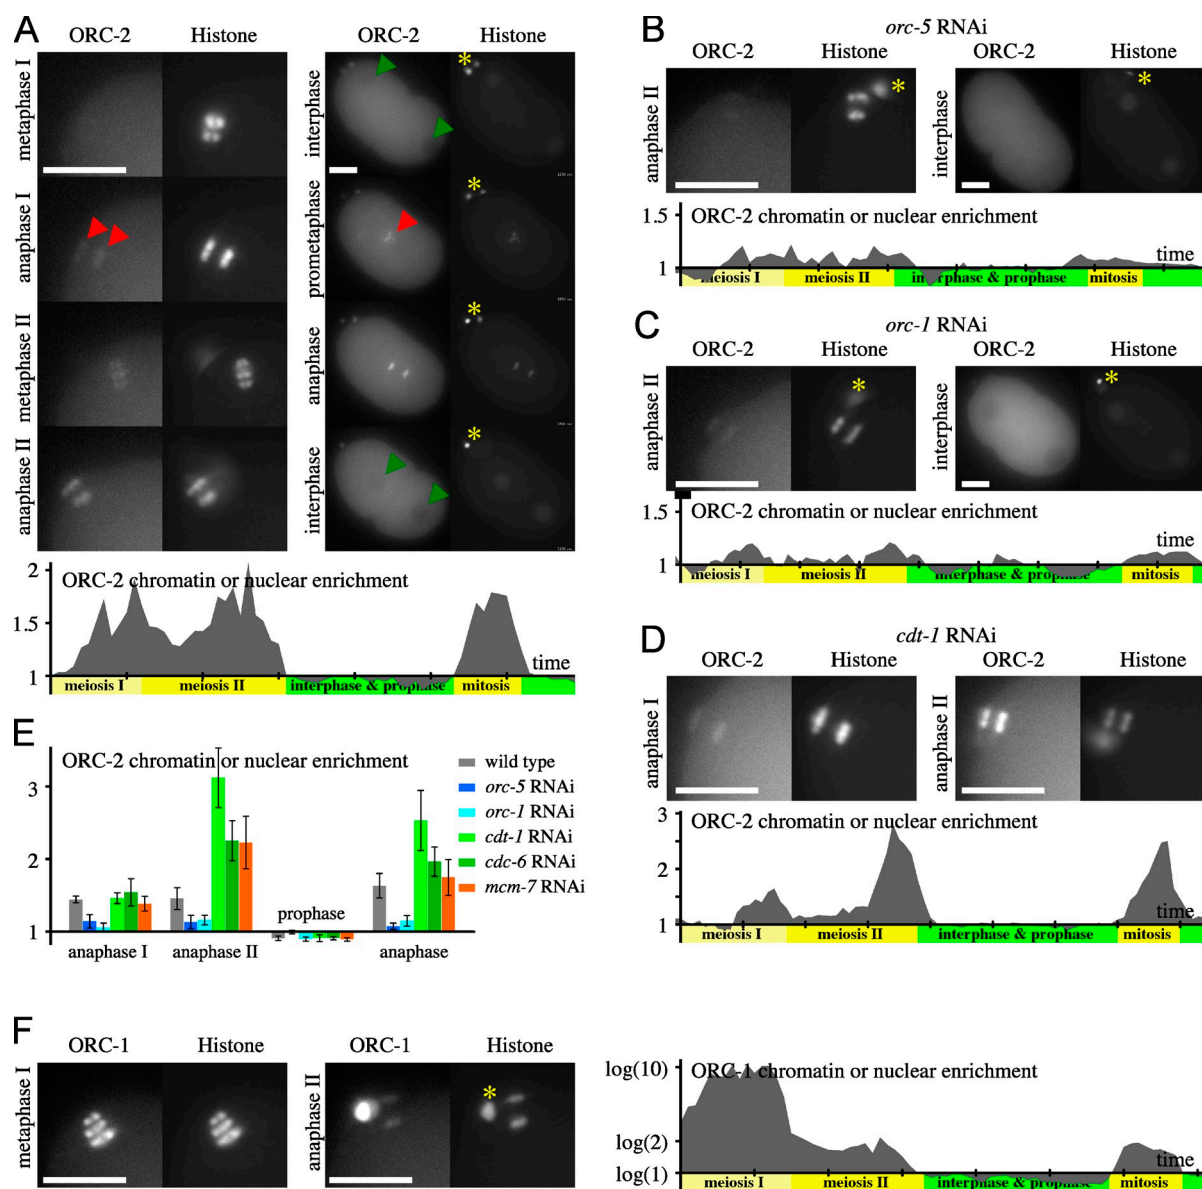 A
ORC-2 Histone
ORC-2 Histone
metaphase I
anaphase I
metaphase II
anaphase II
interphase
prometaphase
anaphase
interphase
*
*
*
*
2
1.5
1
ORC-2 chromatin or nuclear enrichment
time
meiosis I meiosis II interphase & prophase mitosis
B
orc-5 RNAi
ORC-2 Histone
ORC-2 Histone
anaphase II
interphase
*
*
1.5
1
ORC-2 chromatin or nuclear enrichment
time
meiosis I meiosis II interphase & prophase mitosis
C
orc-1 RNAi
ORC-2 Histone
ORC-2 Histone
anaphase II
interphase
*
*
1.5
1
ORC-2 chromatin or nuclear enrichment
time
meiosis I meiosis II interphase & prophase mitosis
D
cdt-1 RNAi
ORC-2 Histone
ORC-2 Histone
anaphase I
anaphase II
3
2
1
ORC-2 chromatin or nuclear enrichment
time
meiosis I meiosis II interphase & prophase mitosis
E
ORC-2 chromatin or nuclear enrichment
3
2
1
wild type
orc-5 RNAi
orc-1 RNAi
cdt-1 RNAi
cdc-6 RNAi
mcm-7 RNAi
prophase
anaphase I anaphase II anaphase
F
ORC-1 Histone
ORC-1 Histone
metaphase I
anaphase II
*
log(10)
log(2)
log(1)
ORC-1 chromatin or nuclear enrichment
time
meiosis I meiosis II interphase & prophase mitosis